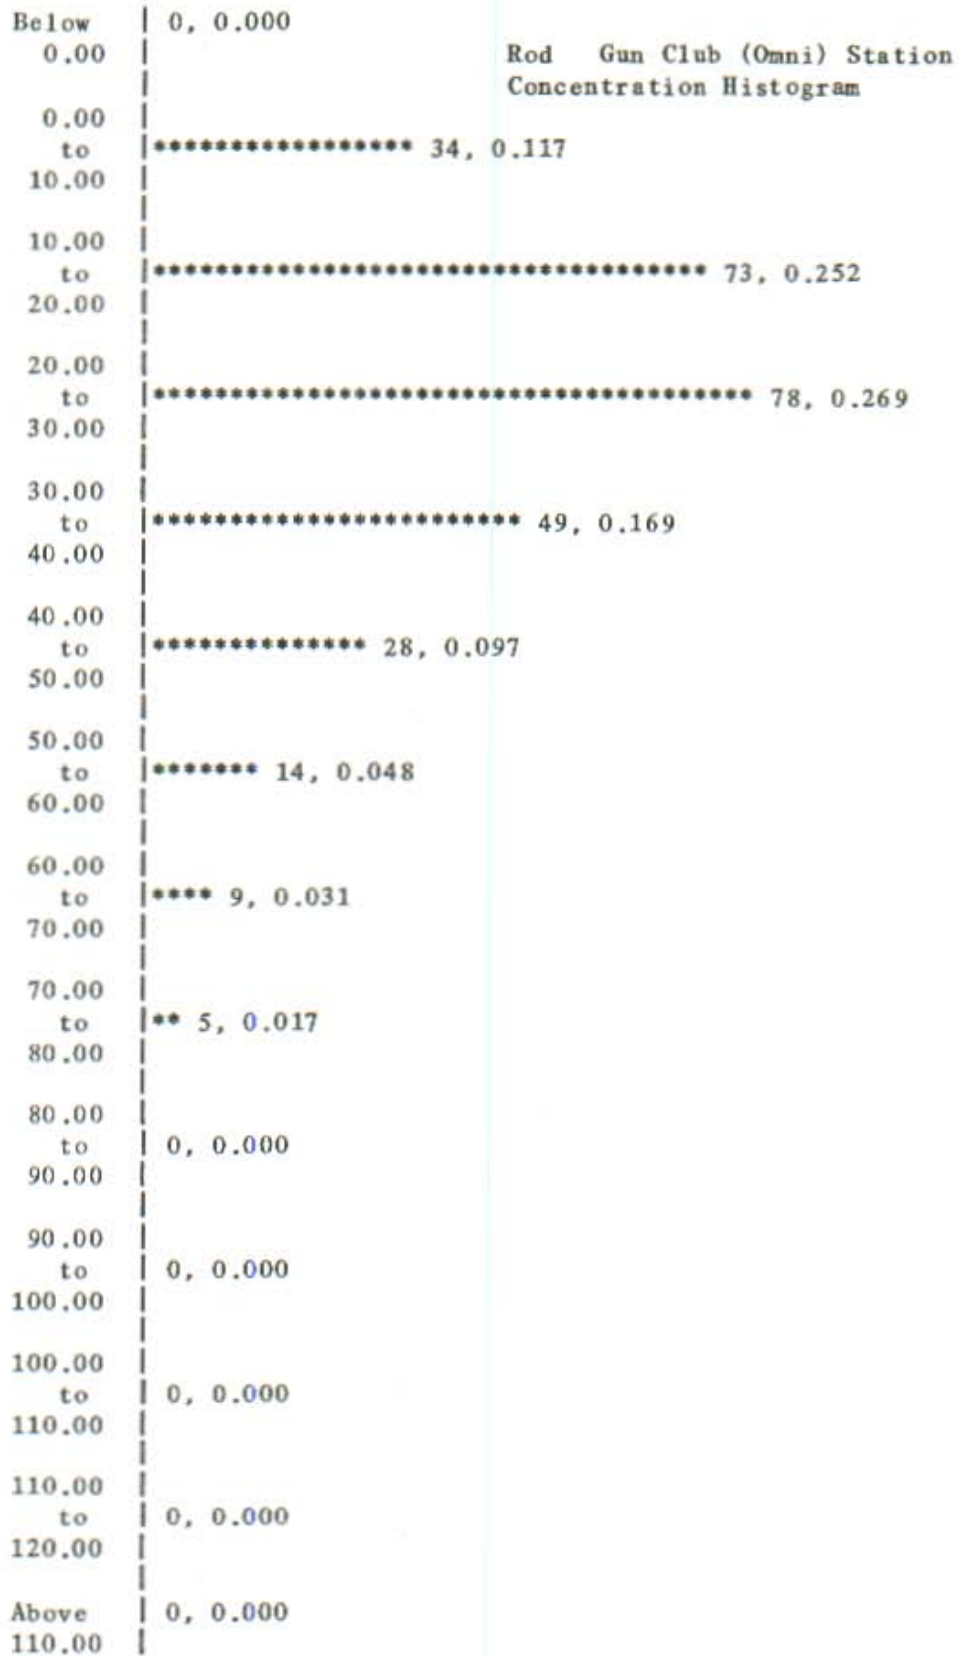 Below | 0, 0.000
0.00 | Rod Gun Club (Omni) Station
| Concentration Histogram
0.00 |
to |***************** 34, 0.117
10.00 |
|
10.00 |
to |************************************ 73, 0.252
20.00 |
|
20.00 |
to |*************************************** 78, 0.269
30.00 |
|
30.00 |
to |************************ 49, 0.169
40.00 |
|
40.00 |
to |************** 28, 0.097
50.00 |
|
50.00 |
to |******* 14, 0.048
60.00 |
|
60.00 |
to |**** 9, 0.031
70.00 |
|
70.00 |
to |** 5, 0.017
80.00 |
|
80.00 |
to | 0, 0.000
90.00 |
|
90.00 |
to | 0, 0.000
100.00 |
|
100.00 |
to | 0, 0.000
110.00 |
|
110.00 |
to | 0, 0.000
120.00 |
|
Above | 0, 0.000
110.00 |